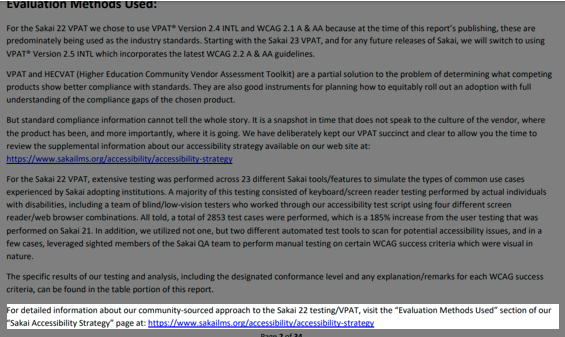 Evaluation Methods Used:
For the Sakai 22 VPAT we chose to use VPAT® Version 2.4 INTL and WCAG 2.1 A & AA because at the time of this report's publishing, these are
predominately being used as the industry standards. Starting with the Sakai 23 VPAT, and for any future releases of Sakai, we will switch to using
VPAT® Version 2.5 INTL which incorporates the latest WCAG 2.2 A & AA guidelines.
VPAT and HECVAT (Higher Education Community Vendor Assessment Toolkit) are a partial solution to the problem of determining what competing
products show better compliance with standards. They are also good instruments for planning how to equitably roll out an adoption with full
understanding of the compliance gaps of the chosen product.
But standard compliance information cannot tell the whole story. It is a snapshot in time that does not speak to the culture of the vendor, where
the product has been, and more importantly, where it is going. We have deliberately kept our VPAT succinct and clear to allow you the time to
review the supplemental information about our accessibility strategy available on our web site at:
https://www.sakailms.org/accessibility/accessibility-strategy
For the Sakai 22 VPAT, extensive testing was performed across 23 different Sakai tools/features to simulate the types of common use cases
experienced by Sakai adopting institutions. A majority of this testing consisted of keyboard/screen reader testing performed by actual individuals
with disabilities, including a team of blind/low-vision testers who worked through our accessibility test script using four different screen
reader/web browser combinations. All told, a total of 2853 test cases were performed, which is a 185% increase from the user testing that was
performed on Sakai 21. In addition, we utilized not one, but two different automated test tools to scan for potential accessibility issues, and in a
few cases, leveraged sighted members of the Sakai QA team to perform manual testing on certain WCAG success criteria which were visual in
nature.
The specific results of our testing and analysis, including the designated conformance level and any explanation/remarks for each WCAG success
criteria, can be found in the table portion of this report.
For detailed information about our community-sourced approach to the Sakai 22 testing/VPAT, visit the "Evaluation Methods Used" section of our
"Sakai Accessibility Strategy" page at: https://www.sakailms.org/accessibility/accessibility-strategy
Page 2 of 34